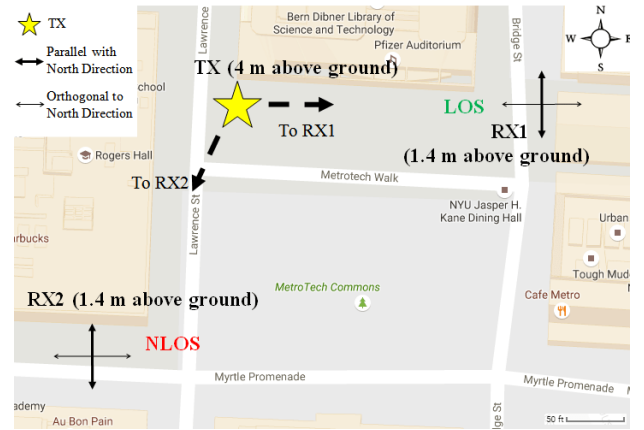 TX
Parallel with
North Direction
Orthogonal to
North Direction
Lawrence
Bern Dibner Library of
Science and Technology
Pfizer Auditorium
Bridge St
N
W
E
S
TX (4 m above ground)
chool
LOS
To RX1
RX1
(1.4 m above ground)
Rogers Hall
To RX2
Metrotech Walk
NYU Jasper H.
Kane Dining Hall
Lawrence St
Urban
arbucks
Tough Mudd
MetroTech Commons
Cafe Metro
RX2 (1.4 m above ground)
NLOS
Myrtle Promenade
Myrtle Promenade
ademy
Au Bon Pain
ge St
50 ft